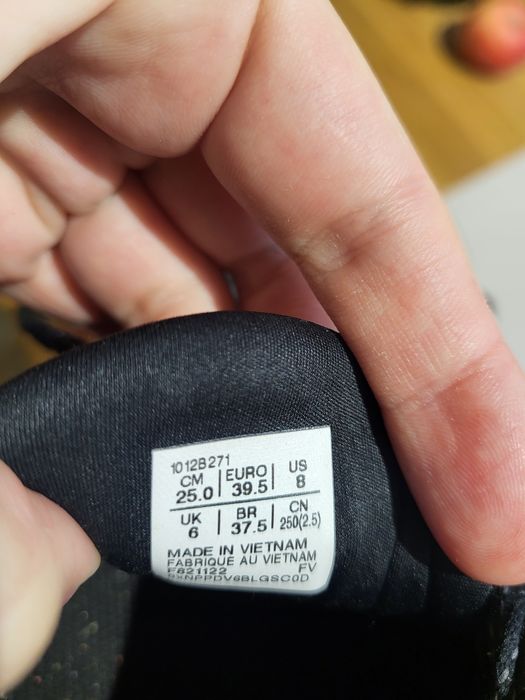 1012B271
CM 25.0 | EURO 39.5 | US 8
UK 6 | BR 37.5 | CN 250(2.5)
MADE IN VIETNAM
FABRIQUE AU VIETNAM
F821122 FV